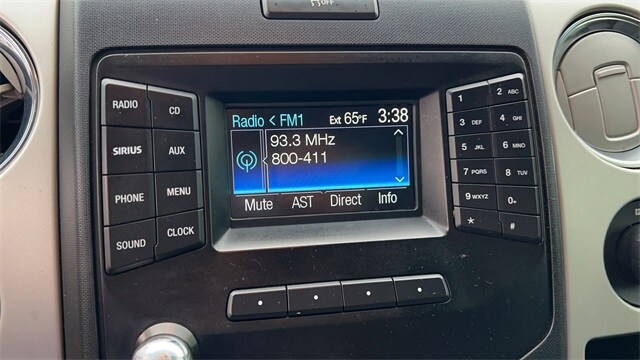 OFF
RADIO
CD
SIRIUS
AUX
PHONE
MENU
SOUND
CLOCK
Radio < FM1 Ext 65°F 3:38
93.3 MHz
800-411
Mute AST Direct Info
1 2 ABC
3 DEF 4 GHI
5 JKL 6 MNO
7 PQRS 8 TUV
9 WXYZ 0
* #